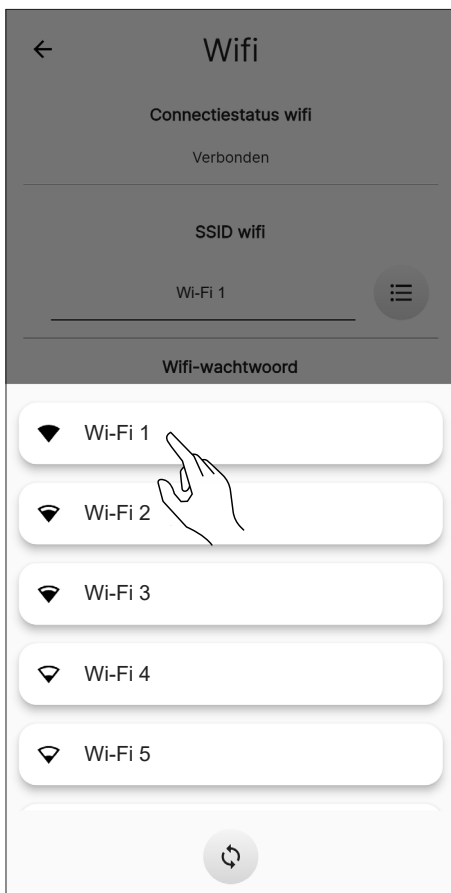 Wifi
Connectiestatus wifi
Verbonden
SSID wifi
Wi-Fi 1
Wifi-wachtwoord
Wi-Fi 1
Wi-Fi 2
Wi-Fi 3
Wi-Fi 4
Wi-Fi 5